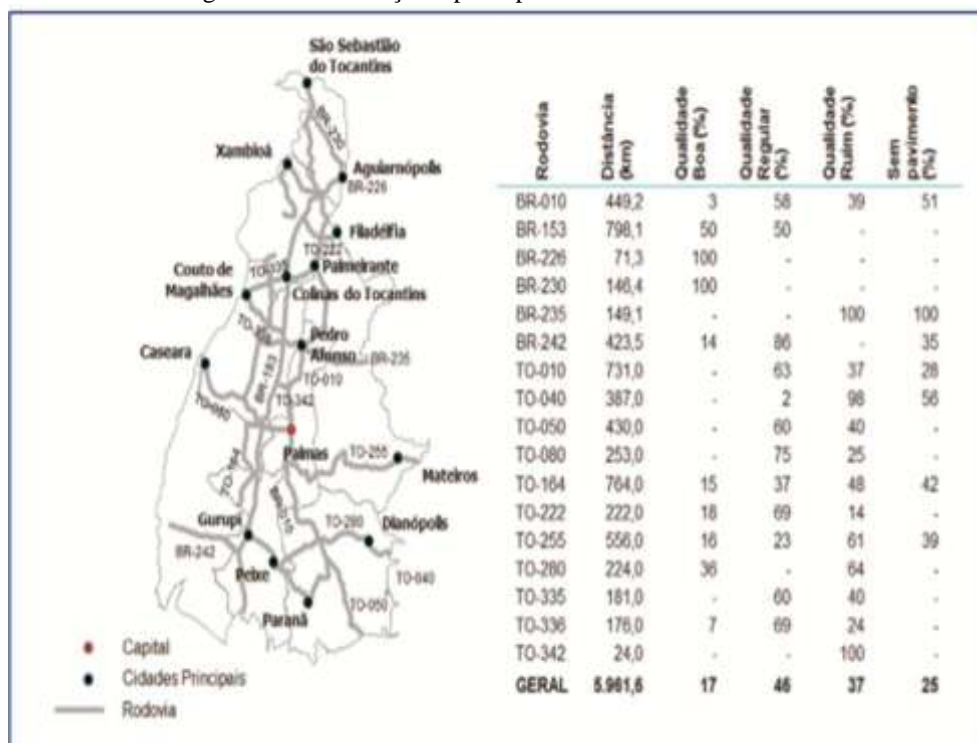 São Sebastião
do Tocantins
BR-230
Xambioá
Aguiarnópolis
BR-226
Filadélfia
TO-222
TO-335
Palmeirante
Couto de
Magalhães
Colinas do Tocantins
TO-336
Pedro
Afonso
BR-235
Caseara
BR-153
TO-010
TO-342
TO-080
Palmas
TO-255
Mateiros
TO-164
BR-010
Gurupi
TO-280
Dianópolis
BR-242
Peixe
TO-040
TO-050
Paranã
Capital
Cidades Principais
Rodovia
Rodovia Distância (km) Qualidade Boa (%) Qualidade Regular (%) Qualidade Ruim (%) Sem pavimento (%)
BR-010 449,2 3 58 39 51
BR-153 798,1 50 50 - -
BR-226 71,3 100 - - -
BR-230 146,4 100 - - -
BR-235 149,1 - - 100 100
BR-242 423,5 14 86 - 35
TO-010 731,0 - 63 37 28
TO-040 387,0 - 2 98 56
TO-050 430,0 - 60 40 -
TO-080 253,0 - 75 25 -
TO-164 764,0 15 37 48 42
TO-222 222,0 18 69 14 -
TO-255 556,0 16 23 61 39
TO-280 224,0 36 - 64 -
TO-335 181,0 - 60 40 -
TO-336 176,0 7 69 24 -
TO-342 24,0 - - 100 -
GERAL 5.961,6 17 46 37 25